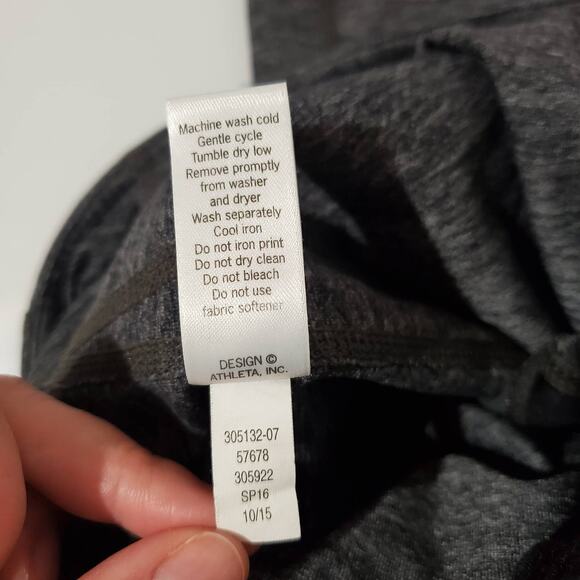 Machine wash cold
Gentle cycle
Tumble dry low
Remove promptly
from washer
and dryer
Wash separately
Cool iron
Do not iron print
Do not dry clean
Do not bleach
Do not use
fabric softener
DESIGN ©
ATHLETA, INC.
305132-07
57678
305922
SP16
10/15